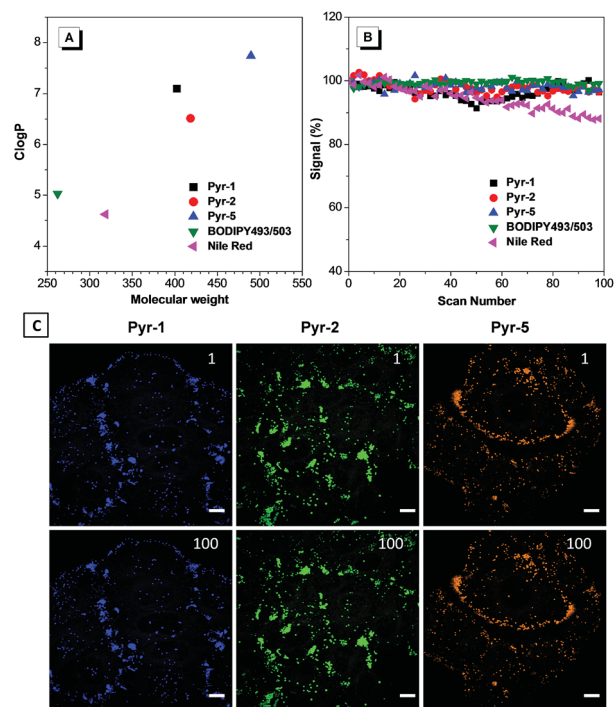 A
ClogP
8
7
6
5
4
250 300 350 400 450 500 550
Molecular weight
Pyr-1
Pyr-2
Pyr-5
BODIPY493/503
Nile Red
B
Signal (%)
120
100
80
60
40
0 20 40 60 80 100
Scan Number
Pyr-1
Pyr-2
Pyr-5
BODIPY493/503
Nile Red
C
Pyr-1 Pyr-2 Pyr-5
1 1 1
100 100 100